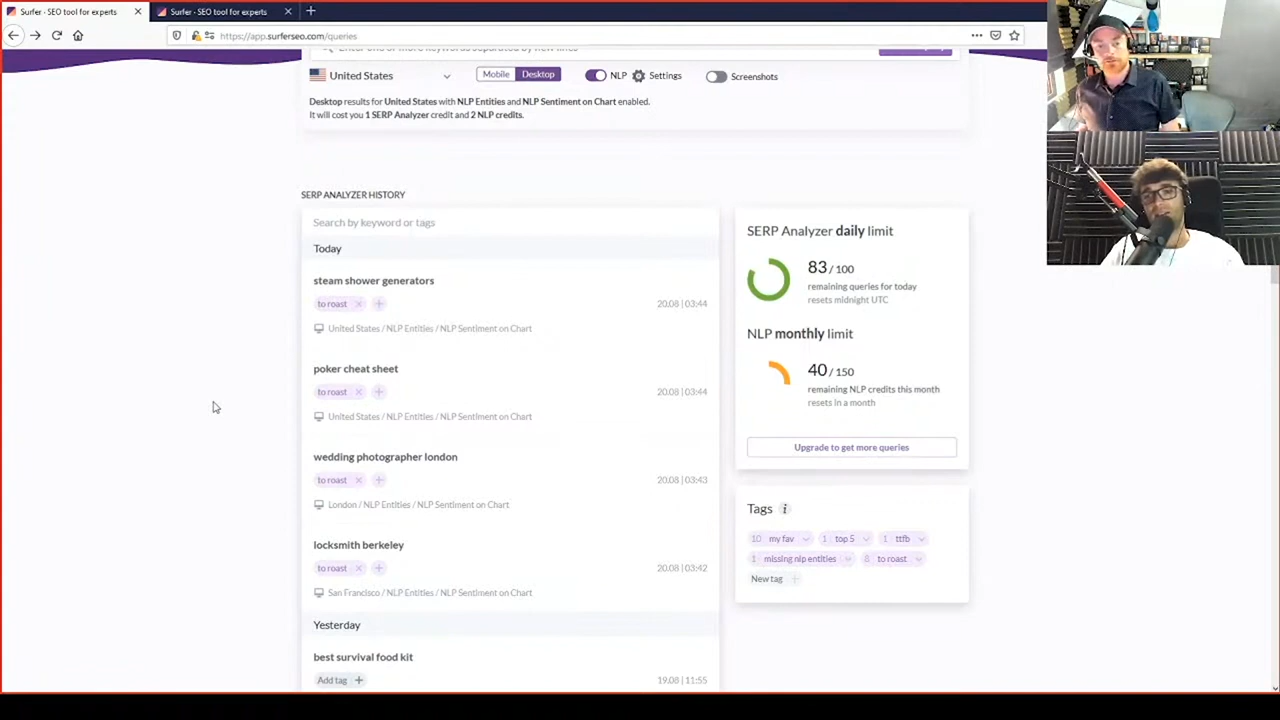 Surfer - SEO tool for experts
Surfer - SEO tool for experts
https://app.surferseo.com/queries
Enter one or more keywords separated by new lines
United States
Mobile Desktop
NLP Settings
Screenshots
Desktop results for United States with NLP Entities and NLP Sentiment on Chart enabled.
It will cost you 1 SERP Analyzer credit and 2 NLP credits.
SERP ANALYZER HISTORY
Search by keyword or tags
Today
steam shower generators
to roast
20.08 | 03:44
United States / NLP Entities / NLP Sentiment on Chart
poker cheat sheet
to roast
20.08 | 03:44
United States / NLP Entities / NLP Sentiment on Chart
wedding photographer london
to roast
20.08 | 03:43
London / NLP Entities / NLP Sentiment on Chart
locksmith berkeley
to roast
20.08 | 03:42
San Francisco / NLP Entities / NLP Sentiment on Chart
Yesterday
best survival food kit
Add tag +
19.08 | 11:55
SERP Analyzer daily limit
83 / 100
remaining queries for today
resets midnight UTC
NLP monthly limit
40 / 150
remaining NLP credits this month
resets in a month
Upgrade to get more queries
Tags i
10 my fav 1 top 5 1 ttfb
1 missing nlp entities 8 to roast
New tag +